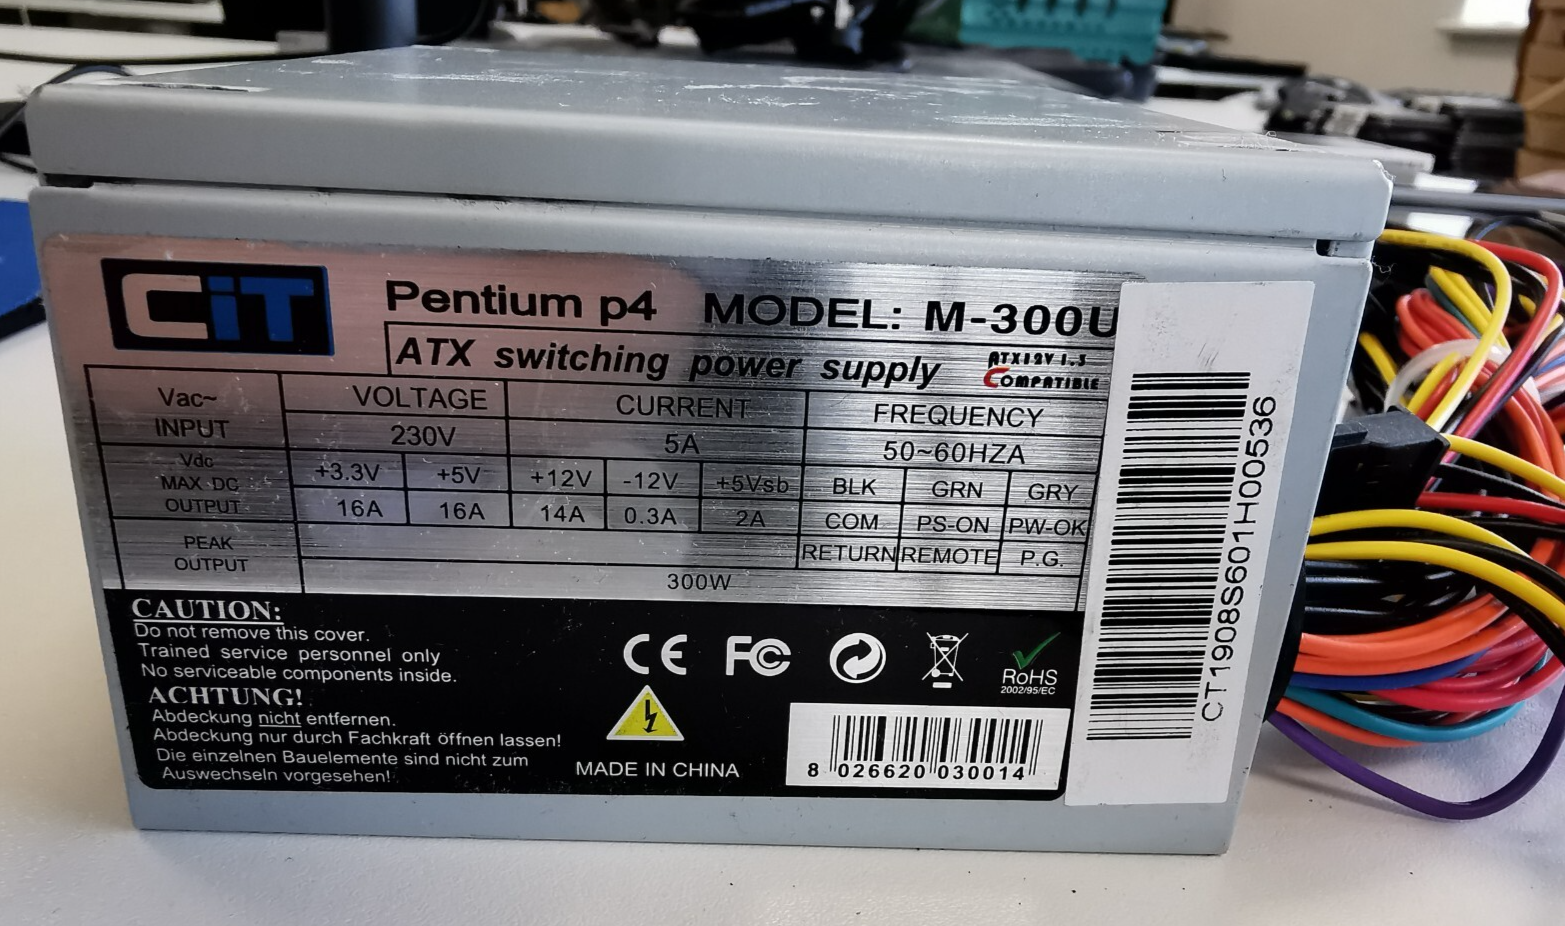 CiT
Pentium p4 MODEL: M-300U
ATX switching power supply
ATX12V 1.3
COMPATIBLE
Vac~ INPUT VOLTAGE CURRENT FREQUENCY
230V 5A 50~60HZA
Vdc MAX DC OUTPUT +3.3V +5V +12V -12V +5Vsb BLK GRN GRY
16A 16A 14A 0.3A 2A COM PS-ON PW-OK
PEAK OUTPUT RETURN REMOTE P.G.
300W
CAUTION:
Do not remove this cover.
Trained service personnel only
No serviceable components inside.
ACHTUNG!
Abdeckung nicht entfernen.
Abdeckung nur durch Fachkraft öffnen lassen!
Die einzelnen Bauelemente sind nicht zum
Auswechseln vorgesehen!
CE FC
RoHS
2002/95/EC
MADE IN CHINA
8 026620 030014
CT1908S601H00536